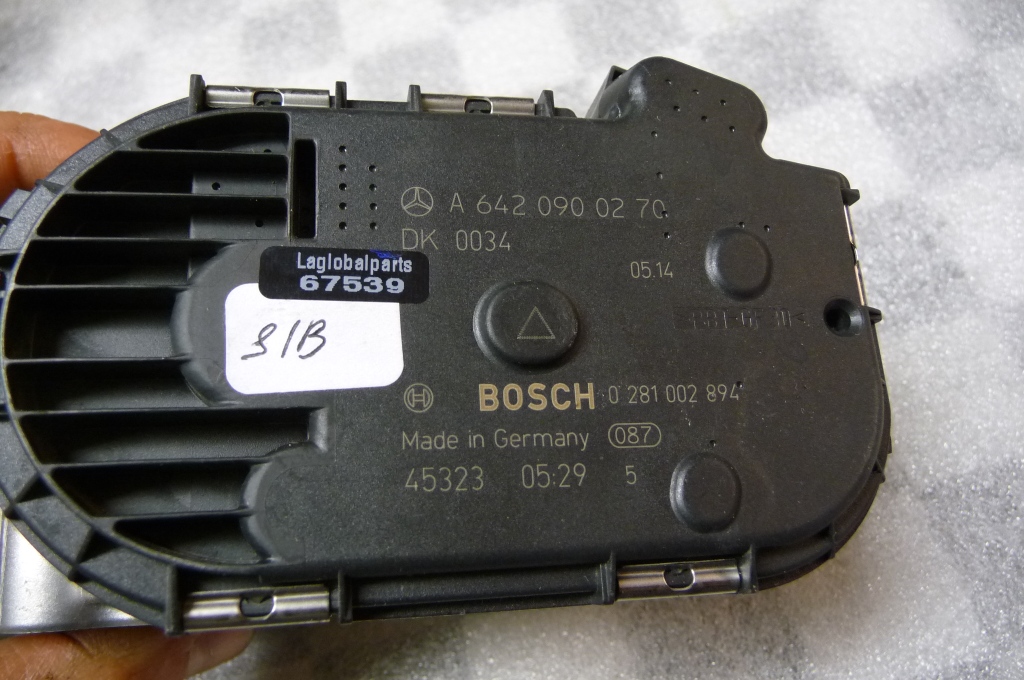 A 642 090 02 70
DK 0034
05.14
Laglobalparts
67539
31B
BOSCH 0 281 002 894
Made in Germany 087
45323 05:29 5